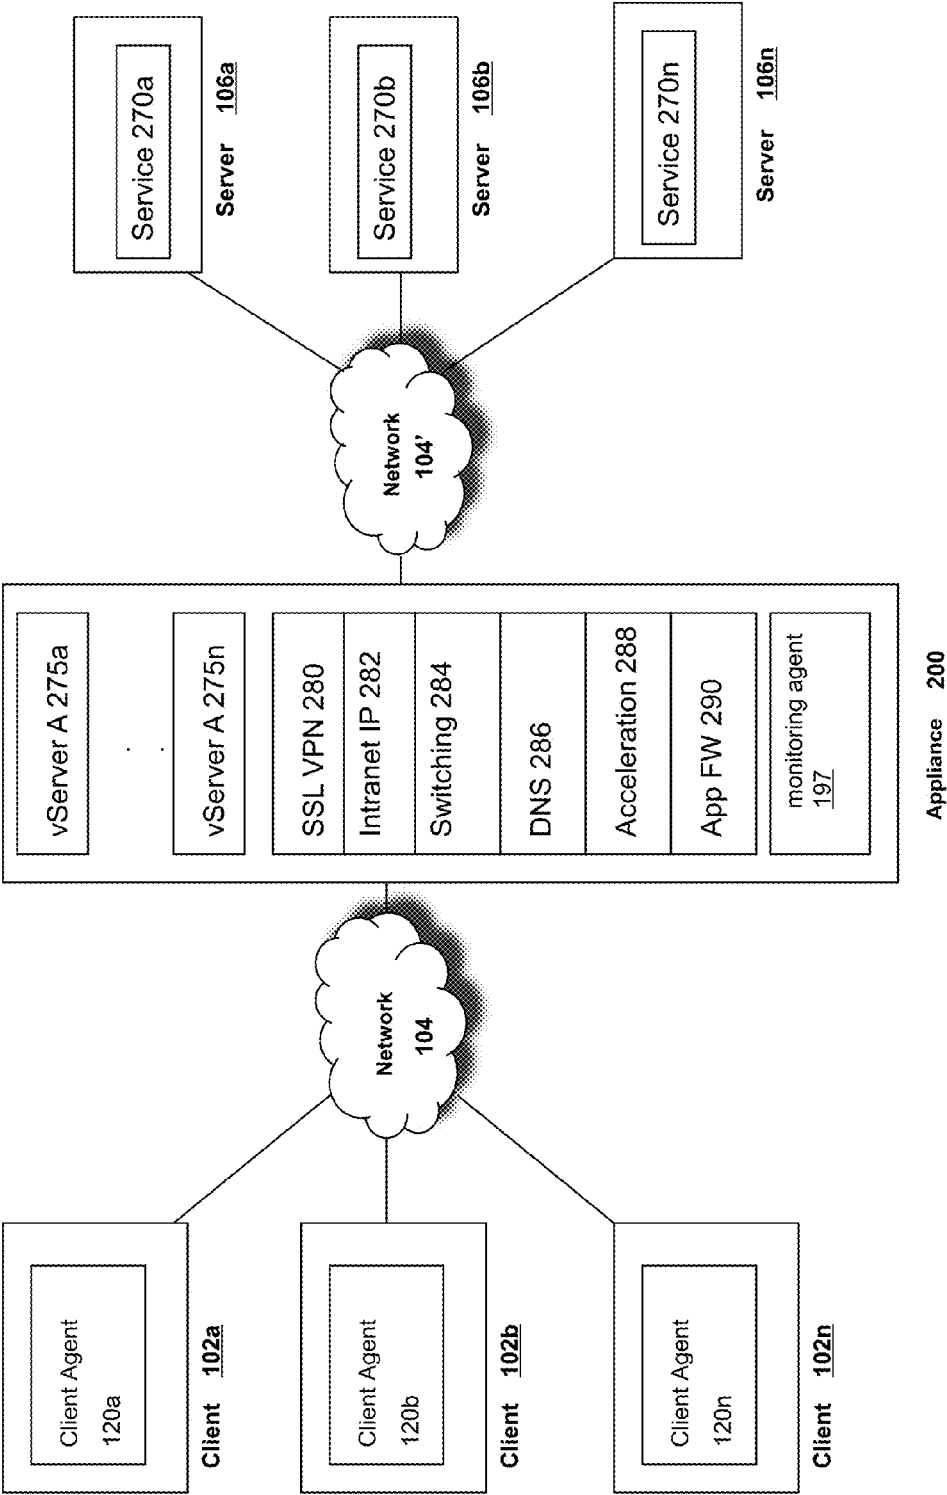 Client Agent
120a
Client 102a
Client Agent
120b
Client 102b
Client Agent
120n
Client 102n
Network
104
vServer A 275a
. .
vServer A 275n
SSL VPN 280
Intranet IP 282
Switching 284
DNS 286
Acceleration 288
App FW 290
monitoring agent
197
Appliance 200
Network
104'
Service 270a
Server 106a
Service 270b
Server 106b
Service 270n
Server 106n